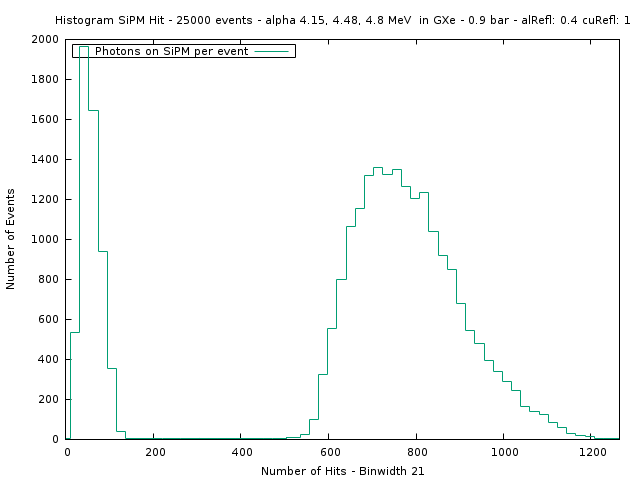 Histogram SiPM Hit - 25000 events - alpha 4.15, 4.48, 4.8 MeV in GXe - 0.9 bar - alRefl: 0.4 cuRefl: 1
Photons on SiPM per event
2000
1800
1600
1400
1200
1000
800
600
400
200
0
Number of Events
0 200 400 600 800 1000 1200
Number of Hits - Binwidth 21